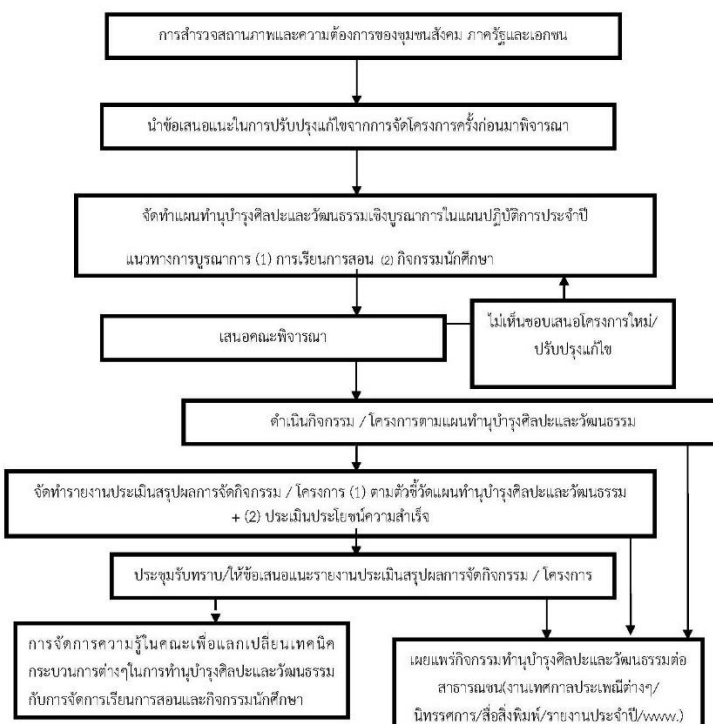 การสำรวจสถานภาพและความต้องการของชุมชนสังคม ภาครัฐและเอกชน
นำข้อเสนอแนะในการปรับปรุงแก้ไขจากการจัดโครงการครั้งก่อนมาพิจารณา
จัดทำแผนทำนุบำรุงศิลปะและวัฒนธรรมเชิงบูรณาการในแผนปฏิบัติการประจำปี
แนวทางการบูรณาการ (1) การเรียนการสอน (2) กิจกรรมนักศึกษา
เสนอคณะพิจารณา
ไม่เห็นชอบเสนอโครงการใหม่/
ปรับปรุงแก้ไข
ดำเนินกิจกรรม / โครงการตามแผนทำนุบำรุงศิลปะและวัฒนธรรม
จัดทำรายงานประเมินสรุปผลการจัดกิจกรรม / โครงการ (1) ตามตัวชี้วัดแผนทำนุบำรุงศิลปะและวัฒนธรรม
+ (2) ประเมินประโยชน์ความสำเร็จ
ประชุมรับทราบ/ให้ข้อเสนอแนะรายงานประเมินสรุปผลการจัดกิจกรรม / โครงการ
การจัดการความรู้ในคณะเพื่อแลกเปลี่ยนเทคนิค
กระบวนการต่างๆในการทำนุบำรุงศิลปะและวัฒนธรรม
กับการจัดการเรียนการสอนและกิจกรรมนักศึกษา
เผยแพร่กิจกรรมทำนุบำรุงศิลปะและวัฒนธรรมต่อ
สาธารณชน(งานเทศกาลประเพณีต่างๆ/
นิทรรศการ/สื่อสิ่งพิมพ์/รายงานประจำปี/www.)